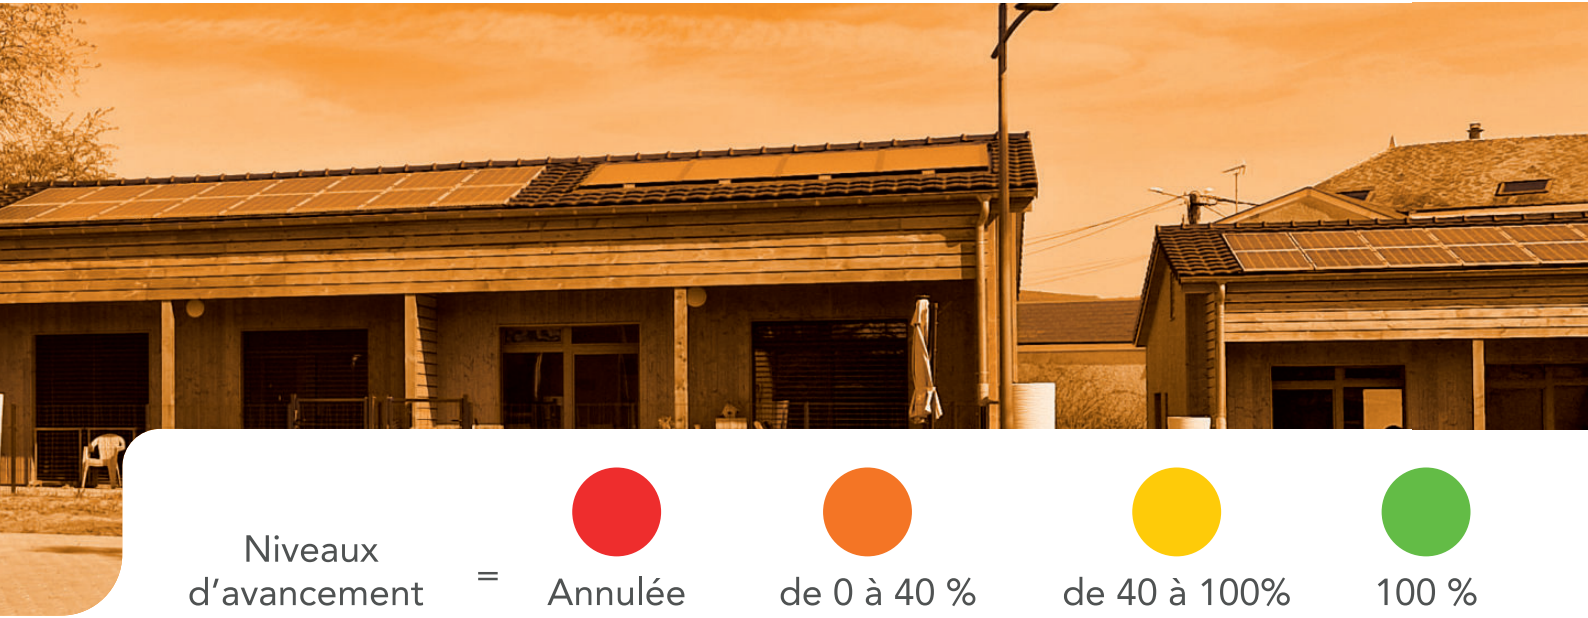 Niveaux
d’avancement
=
Annulée
de 0 à 40 %
de 40 à 100%
100 %